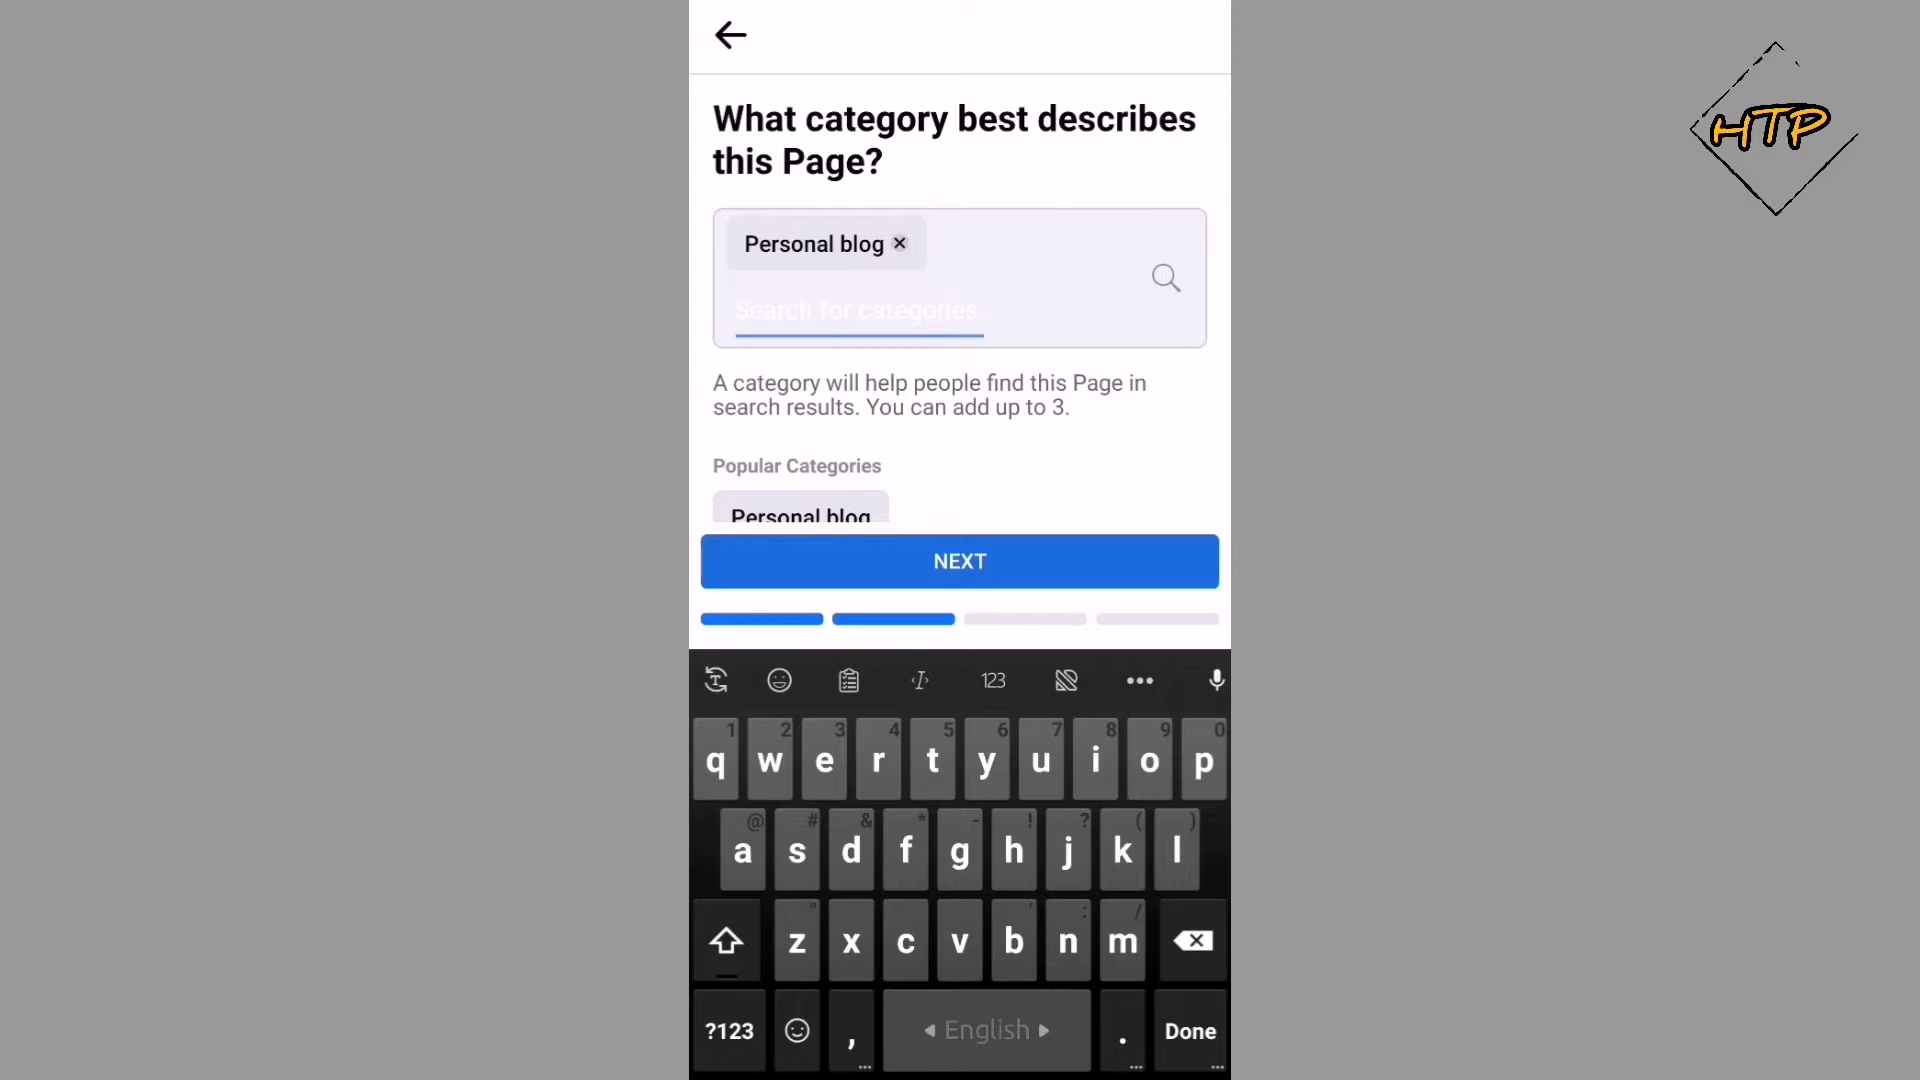 What category best describes
this Page?
HTP
Personal blog
Search for categories
A category will help people find this Page in
search results. You can add up to 3.
Popular Categories
Personal blog
NEXT
123
1 2 3 4 5 6 7 8 9 0
q w e r t y u i o p
@ # & * - ! ? ( )
a s d f g h j k l
" ' : /
z x c v b n m
?123 , English . Done